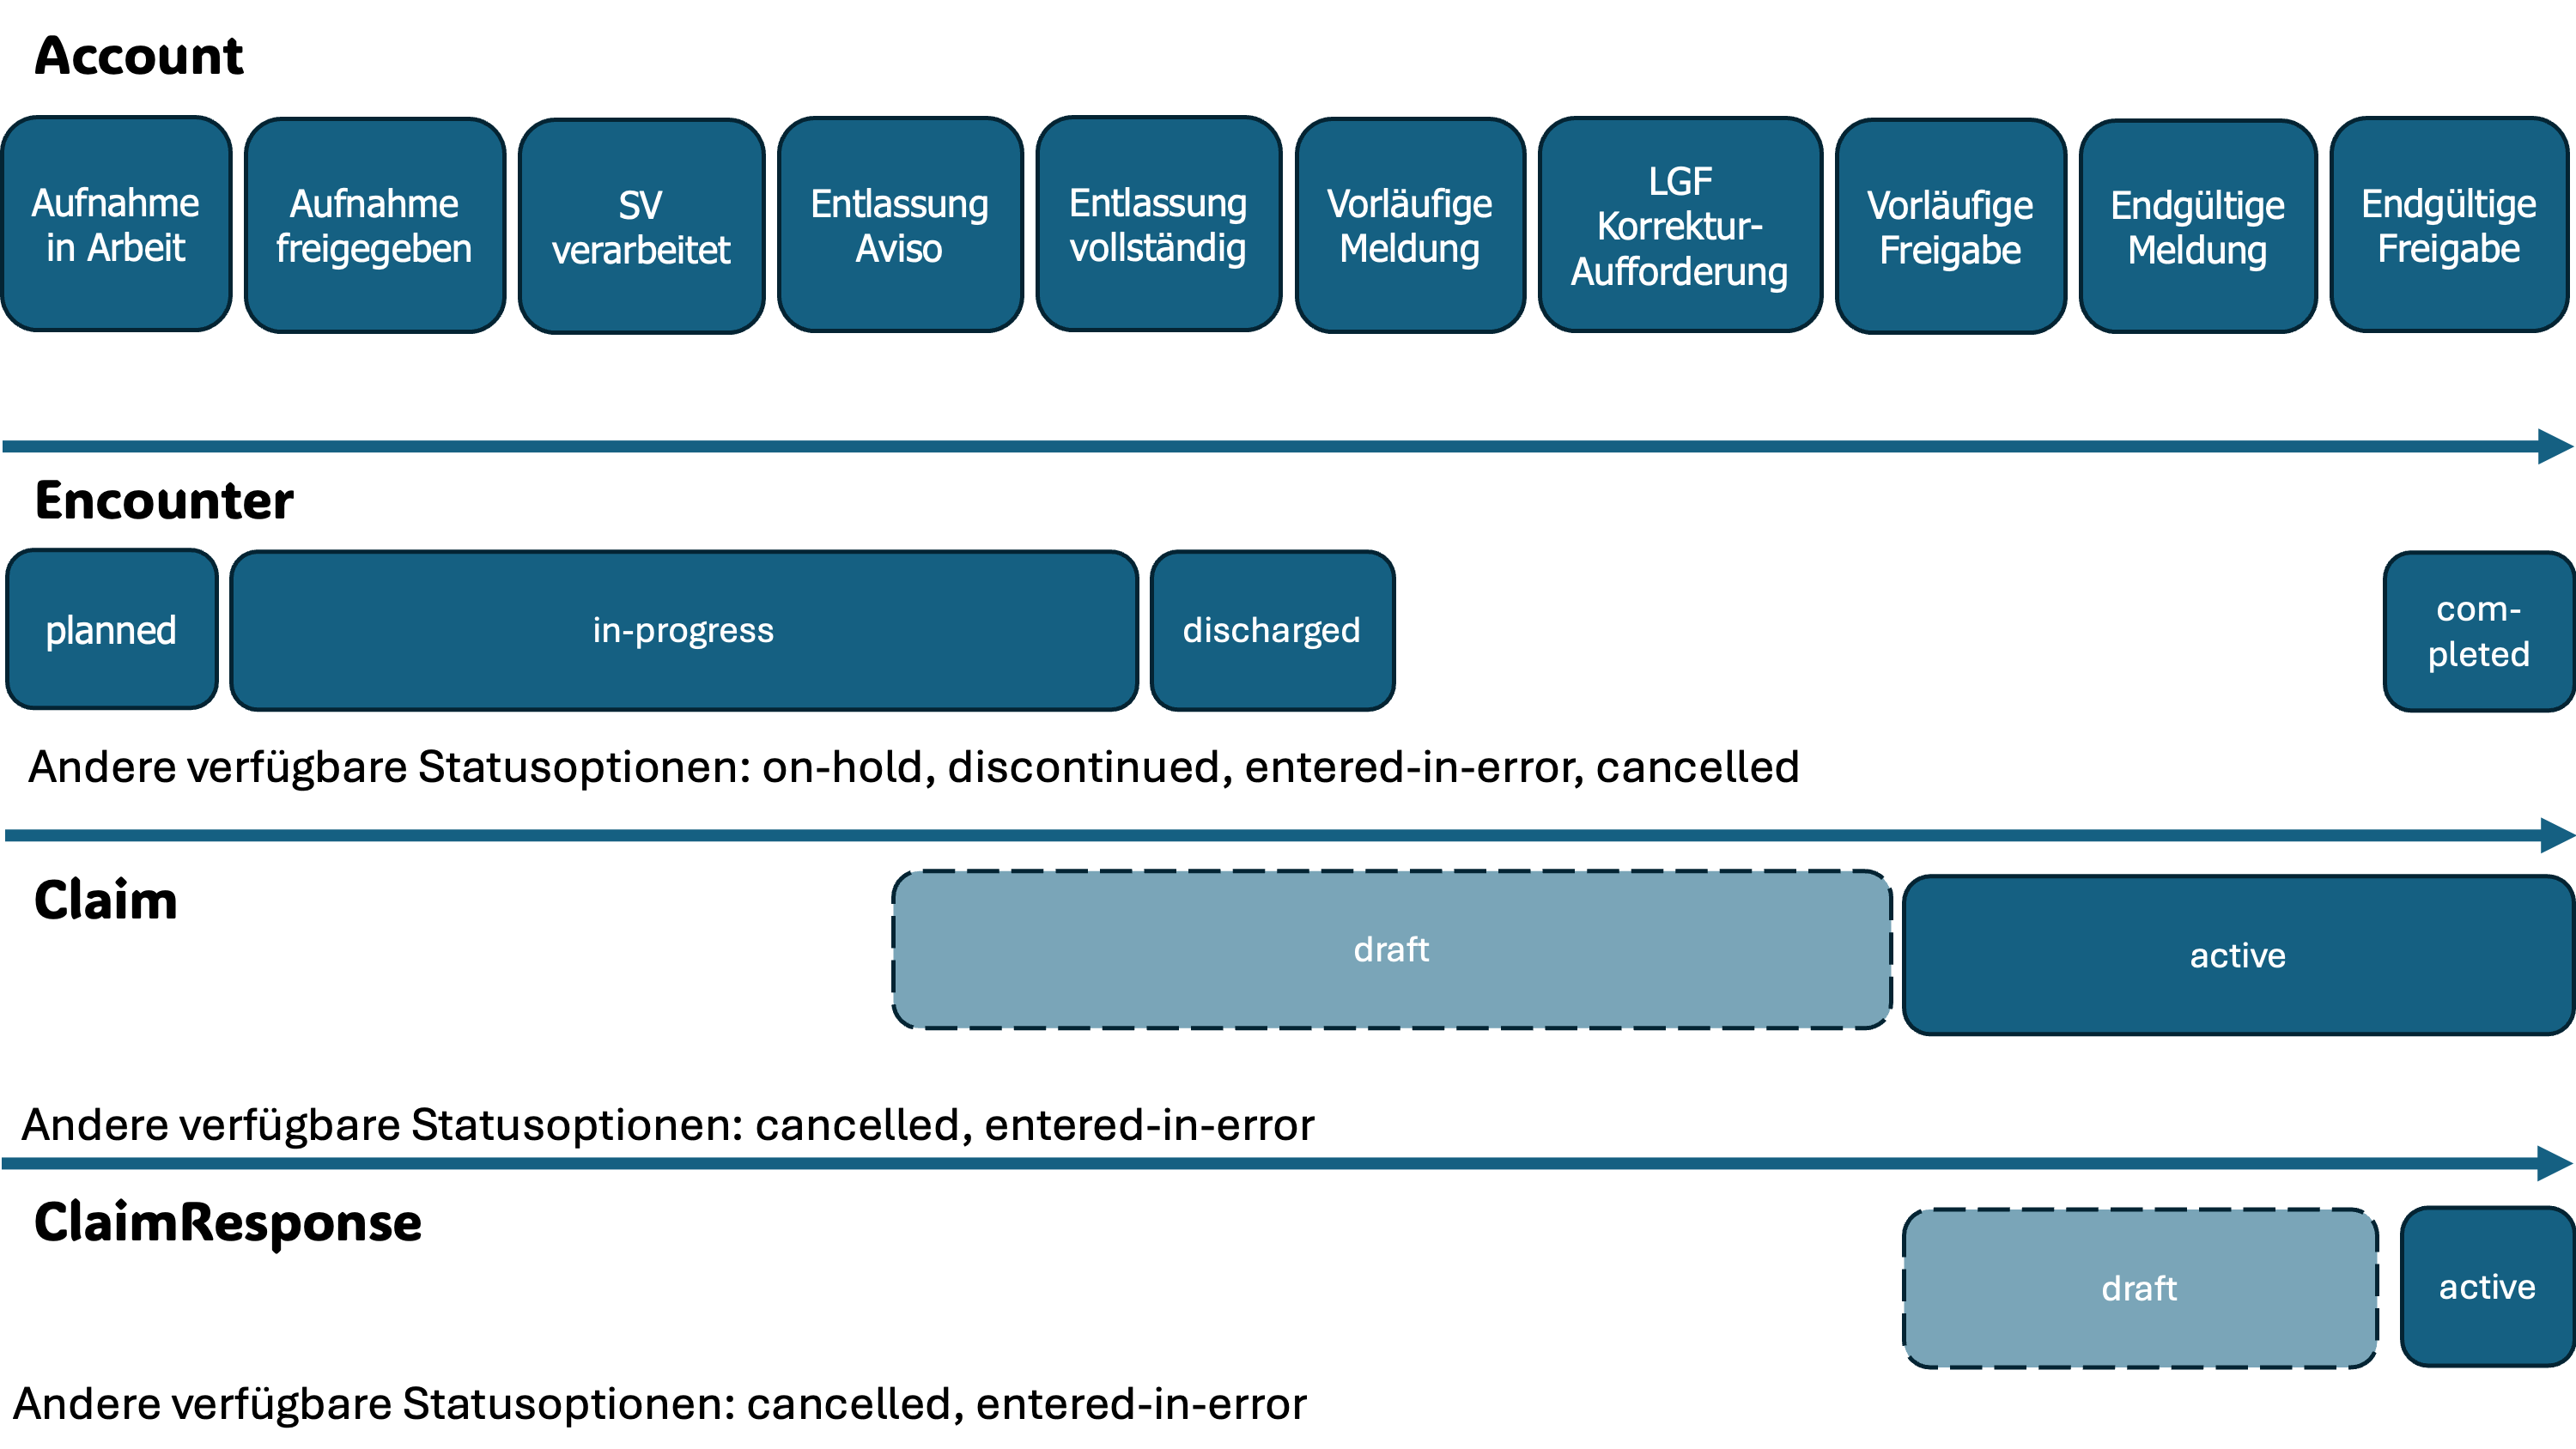 Account
Aufnahme
in Arbeit
Aufnahme
freigegeben
SV
verarbeitet
Entlassung
Aviso
Entlassung
vollständig
Vorläufige
Meldung
LGF
Korrektur-
Aufforderung
Vorläufige
Freigabe
Endgültige
Meldung
Endgültige
Freigabe
Encounter
planned
in-progress
discharged
com-
pleted
Andere verfügbare Statusoptionen: on-hold, discontinued, entered-in-error, cancelled
Claim
draft
active
Andere verfügbare Statusoptionen: cancelled, entered-in-error
ClaimResponse
draft
active
Andere verfügbare Statusoptionen: cancelled, entered-in-error